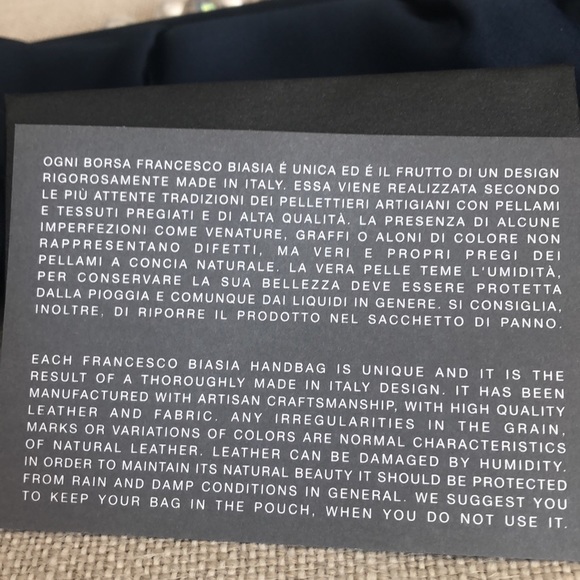 OGNI BORSA FRANCESCO BIASIA É UNICA ED É IL FRUTTO DI UN DESIGN
RIGOROSAMENTE MADE IN ITALY. ESSA VIENE REALIZZATA SECONDO
LE PIÙ ATTENTE TRADIZIONI DEI PELLETTIERI ARTIGIANI CON PELLAMI
E TESSUTI PREGIATI E DI ALTA QUALITÀ. LA PRESENZA DI ALCUNE
IMPERFEZIONI COME VENATURE, GRAFFI O ALONI DI COLORE NON
RAPPRESENTANO DIFETTI, MA VERI E PROPRI PREGI DEI
PELLAMI A CONCIA NATURALE. LA VERA PELLE TEME L'UMIDITÀ,
PER CONSERVARE LA SUA BELLEZZA DEVE ESSERE PROTETTA
DALLA PIOGGIA E COMUNQUE DAI LIQUIDI IN GENERE. SI CONSIGLIA,
INOLTRE, DI RIPORRE IL PRODOTTO NEL SACCHETTO DI PANNO.
EACH FRANCESCO BIASIA HANDBAG IS UNIQUE AND IT IS THE
RESULT OF A THOROUGHLY MADE IN ITALY DESIGN. IT HAS BEEN
MANUFACTURED WITH ARTISAN CRAFTSMANSHIP, WITH HIGH QUALITY
LEATHER AND FABRIC. ANY IRREGULARITIES IN THE GRAIN,
MARKS OR VARIATIONS OF COLORS ARE NORMAL CHARACTERISTICS
OF NATURAL LEATHER. LEATHER CAN BE DAMAGED BY HUMIDITY.
IN ORDER TO MAINTAIN ITS NATURAL BEAUTY IT SHOULD BE PROTECTED
FROM RAIN AND DAMP CONDITIONS IN GENERAL. WE SUGGEST YOU
TO KEEP YOUR BAG IN THE POUCH, WHEN YOU DO NOT USE IT.